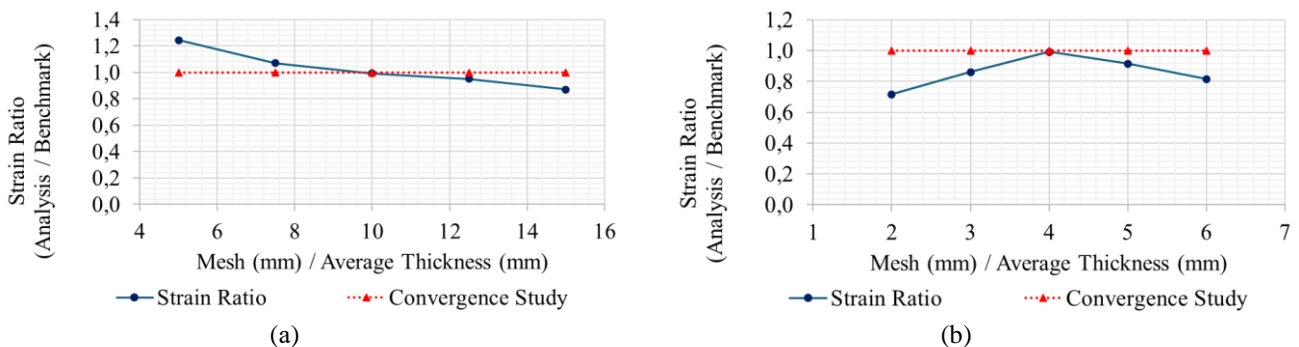 Strain Ratio
(Analysis / Benchmark)
1,4
1,2
1,0
0,8
0,6
0,4
0,2
0,0
4 6 8 10 12 14 16
Mesh (mm) / Average Thickness (mm)
Strain Ratio Convergence Study
(a)
Strain Ratio
(Analysis / Benchmark)
1,2
1,0
0,8
0,6
0,4
0,2
0,0
1 2 3 4 5 6 7
Mesh (mm) / Average Thickness (mm)
Strain Ratio Convergence Study
(b)